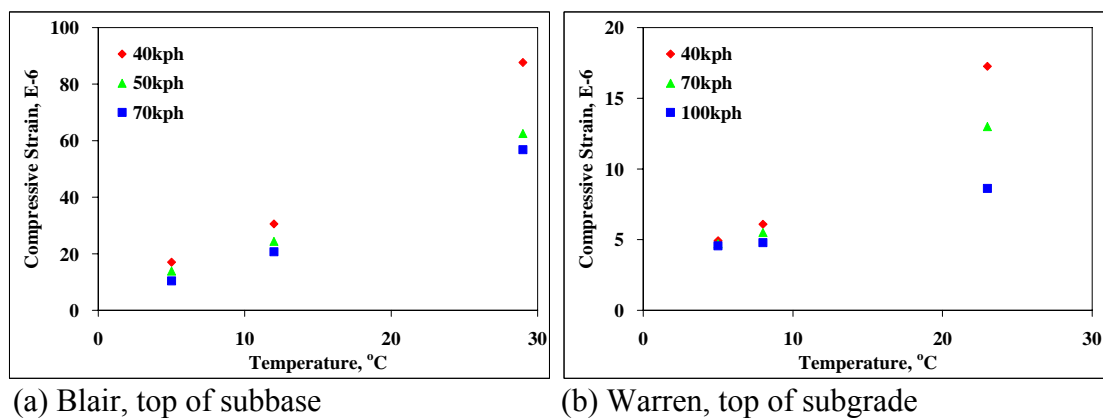 100
80
60
40
20
0
Compressive Strain, E-6
40kph
50kph
70kph
0 10 20 30
Temperature, °C
(a) Blair, top of subbase
20
15
10
5
0
Compressive Strain, E-6
40kph
70kph
100kph
0 10 20 30
Temperature, °C
(b) Warren, top of subgrade